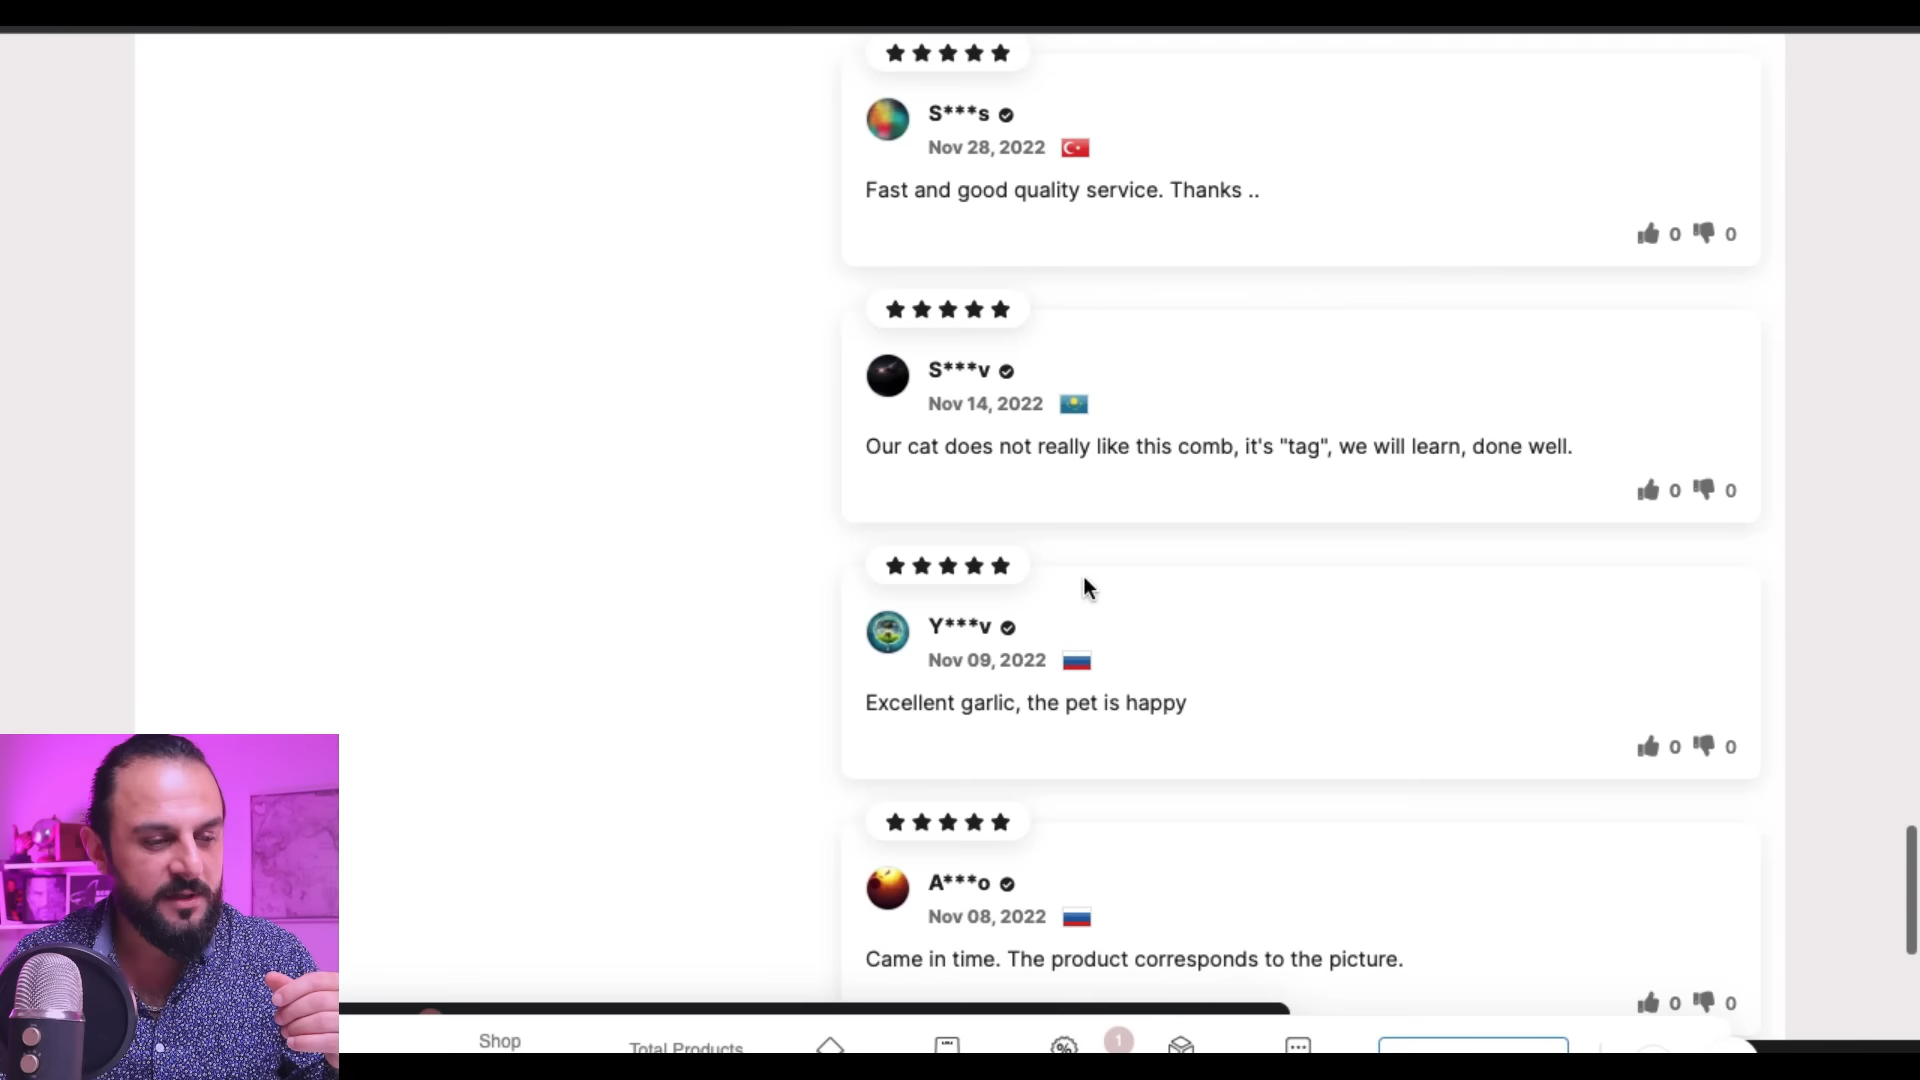 S***s
Nov 28, 2022
Fast and good quality service. Thanks ..
0 0
S***v
Nov 14, 2022
Our cat does not really like this comb, it's "tag", we will learn, done well.
0 0
Y***v
Nov 09, 2022
Excellent garlic, the pet is happy
0 0
A***o
Nov 08, 2022
Came in time. The product corresponds to the picture.
0 0
Shop
Total Products
1